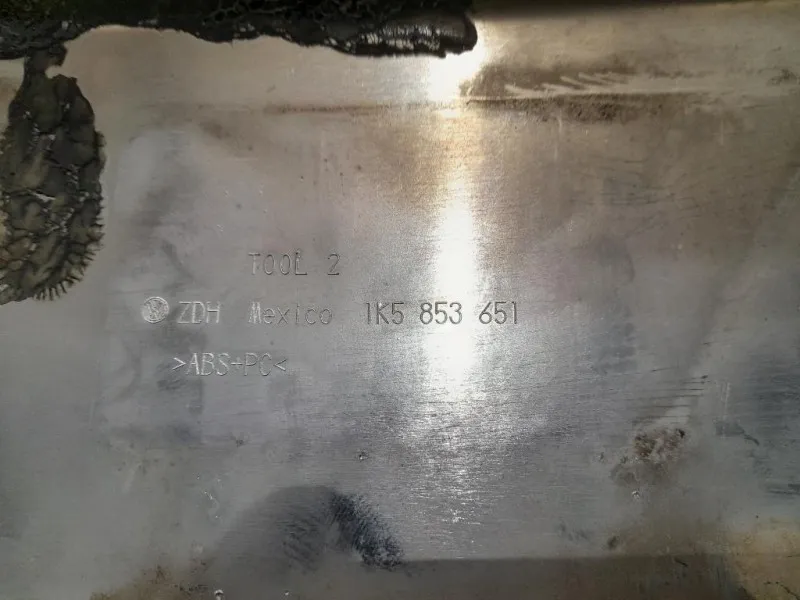 TOOL 2
ZDH Mexico 1K5 853 651
>ABS+PC<